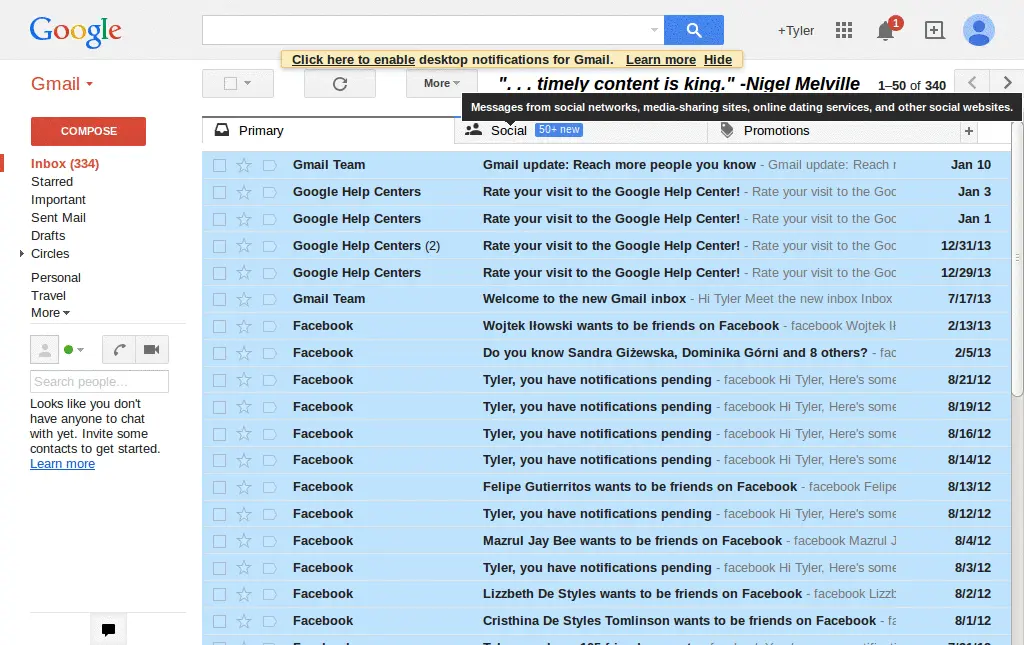 Google
+Tyler
1
Click here to enable desktop notifications for Gmail. Learn more Hide
Gmail
More
". . . timely content is king." -Nigel Melville
1–50 of 340
Messages from social networks, media-sharing sites, online dating services, and other social websites.
COMPOSE
Inbox (334)
Starred
Important
Sent Mail
Drafts
Circles
Personal
Travel
More
Search people...
Looks like you don't
have anyone to chat
with yet. Invite some
contacts to get started.
Learn more
Primary
Social 50+ new
Promotions
+
Gmail Team Gmail update: Reach more people you know - Gmail update: Reach r Jan 10
Google Help Centers Rate your visit to the Google Help Center! - Rate your visit to the Goc Jan 3
Google Help Centers Rate your visit to the Google Help Center! - Rate your visit to the Goc Jan 1
Google Help Centers (2) Rate your visit to the Google Help Center! - Rate your visit to the Goc 12/31/13
Google Help Centers Rate your visit to the Google Help Center! - Rate your visit to the Goc 12/29/13
Gmail Team Welcome to the new Gmail inbox - Hi Tyler Meet the new inbox Inbox 7/17/13
Facebook Wojtek Iłowski wants to be friends on Facebook - facebook Wojtek 2/13/13
Facebook Do you know Sandra Giżewska, Dominika Górni and 8 others? - fac 2/5/13
Facebook Tyler, you have notifications pending - facebook Hi Tyler, Here's some 8/21/12
Facebook Tyler, you have notifications pending - facebook Hi Tyler, Here's some 8/19/12
Facebook Tyler, you have notifications pending - facebook Hi Tyler, Here's some 8/16/12
Facebook Tyler, you have notifications pending - facebook Hi Tyler, Here's some 8/14/12
Facebook Felipe Gutierritos wants to be friends on Facebook - facebook Felipe 8/13/12
Facebook Tyler, you have notifications pending - facebook Hi Tyler, Here's some 8/12/12
Facebook Mazrul Jay Bee wants to be friends on Facebook - facebook Mazrul J 8/4/12
Facebook Tyler, you have notifications pending - facebook Hi Tyler, Here's some 8/3/12
Facebook Lizzbeth De Styles wants to be friends on Facebook - facebook Lizzb 8/2/12
Facebook Cristhina De Styles Tomlinson wants to be friends on Facebook - fa 8/1/12